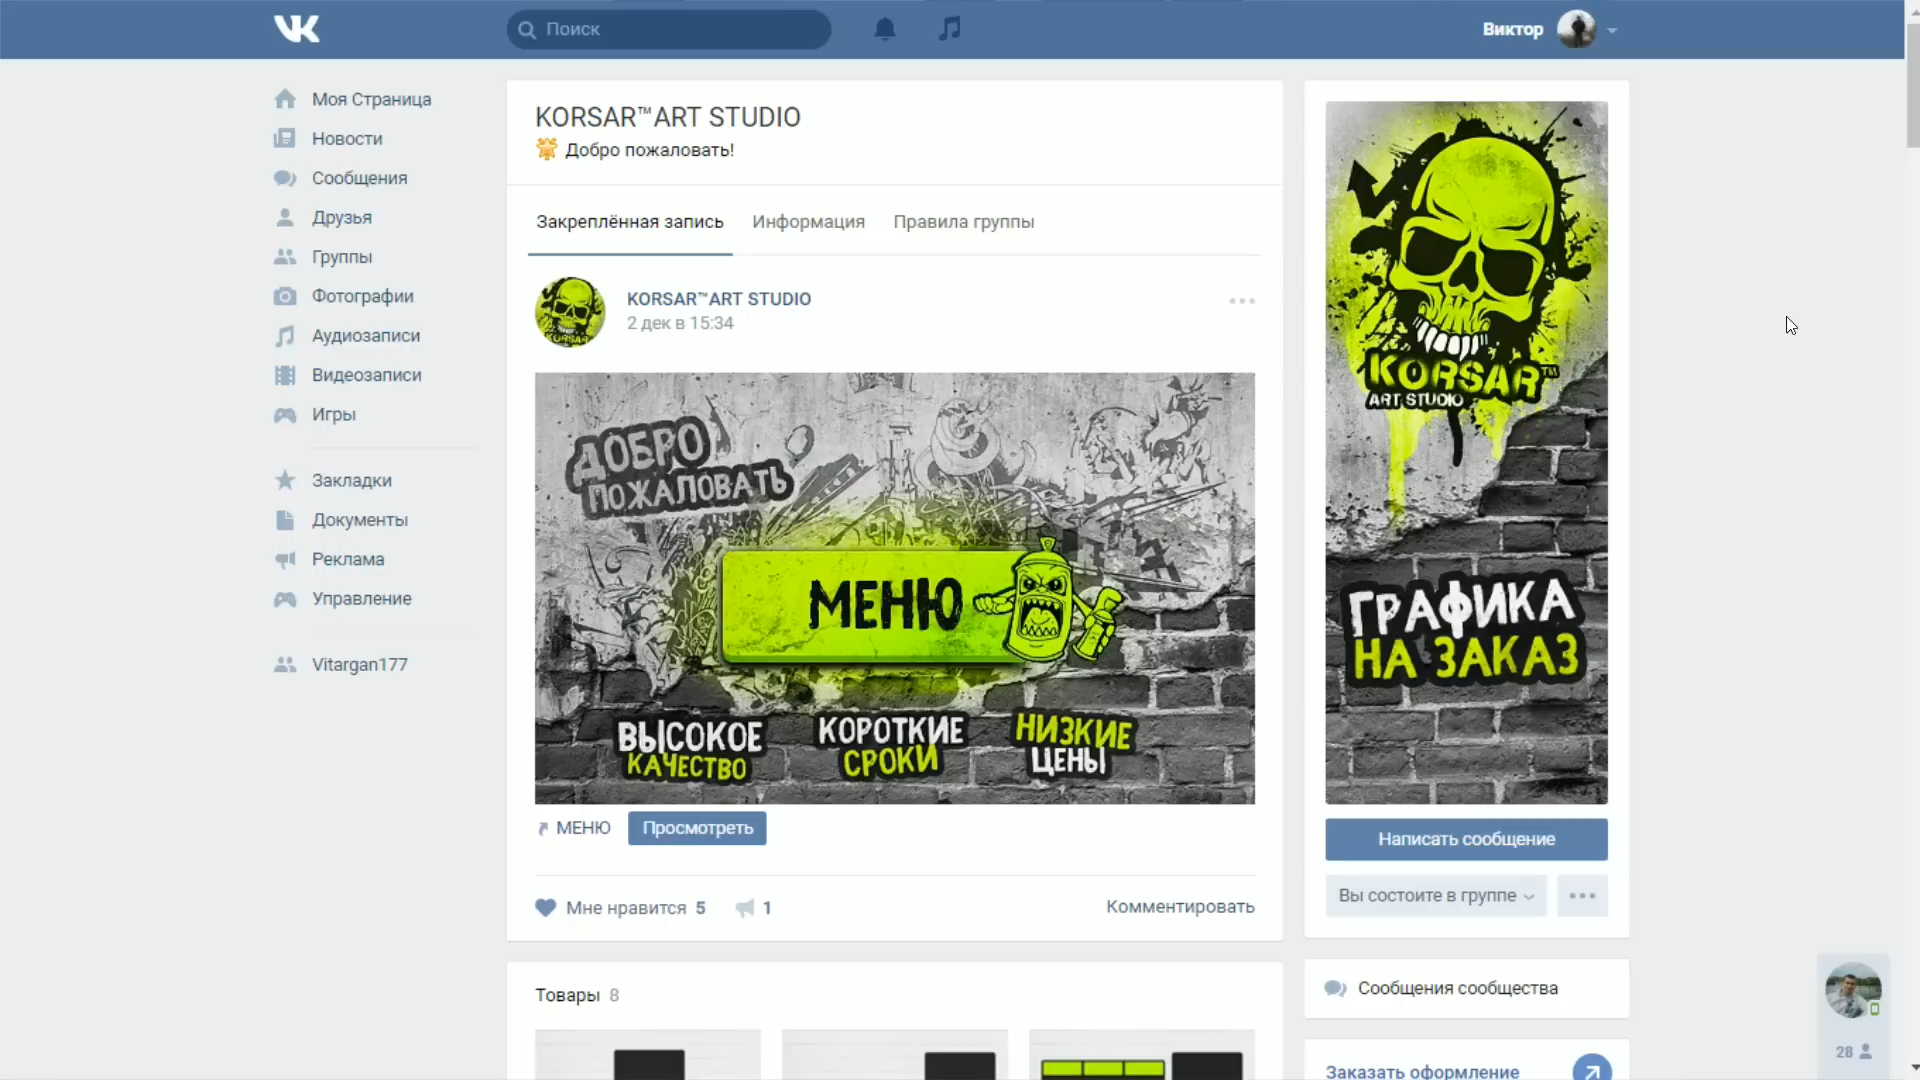 Поиск
Виктор
Моя Страница
Новости
Сообщения
Друзья
Группы
Фотографии
Аудиозаписи
Видеозаписи
Игры
Закладки
Документы
Реклама
Управление
Vitargan177
KORSAR™ART STUDIO
Добро пожаловать!
Закреплённая запись
Информация
Правила группы
KORSAR™ART STUDIO
2 дек в 15:34
KORSAR
ДОБРО
ПОЖАЛОВАТЬ
МЕНЮ
ВЫСОКОЕ
КАЧЕСТВО
КОРОТКИЕ
СРОКИ
НИЗКИЕ
ЦЕНЫ
МЕНЮ
Просмотреть
Мне нравится 5
1
Комментировать
Товары 8
KORSAR™
ART STUDIO
ГРАФИКА
НА ЗАКАЗ
Написать сообщение
Вы состоите в группе
Сообщения сообщества
Заказать оформление
28